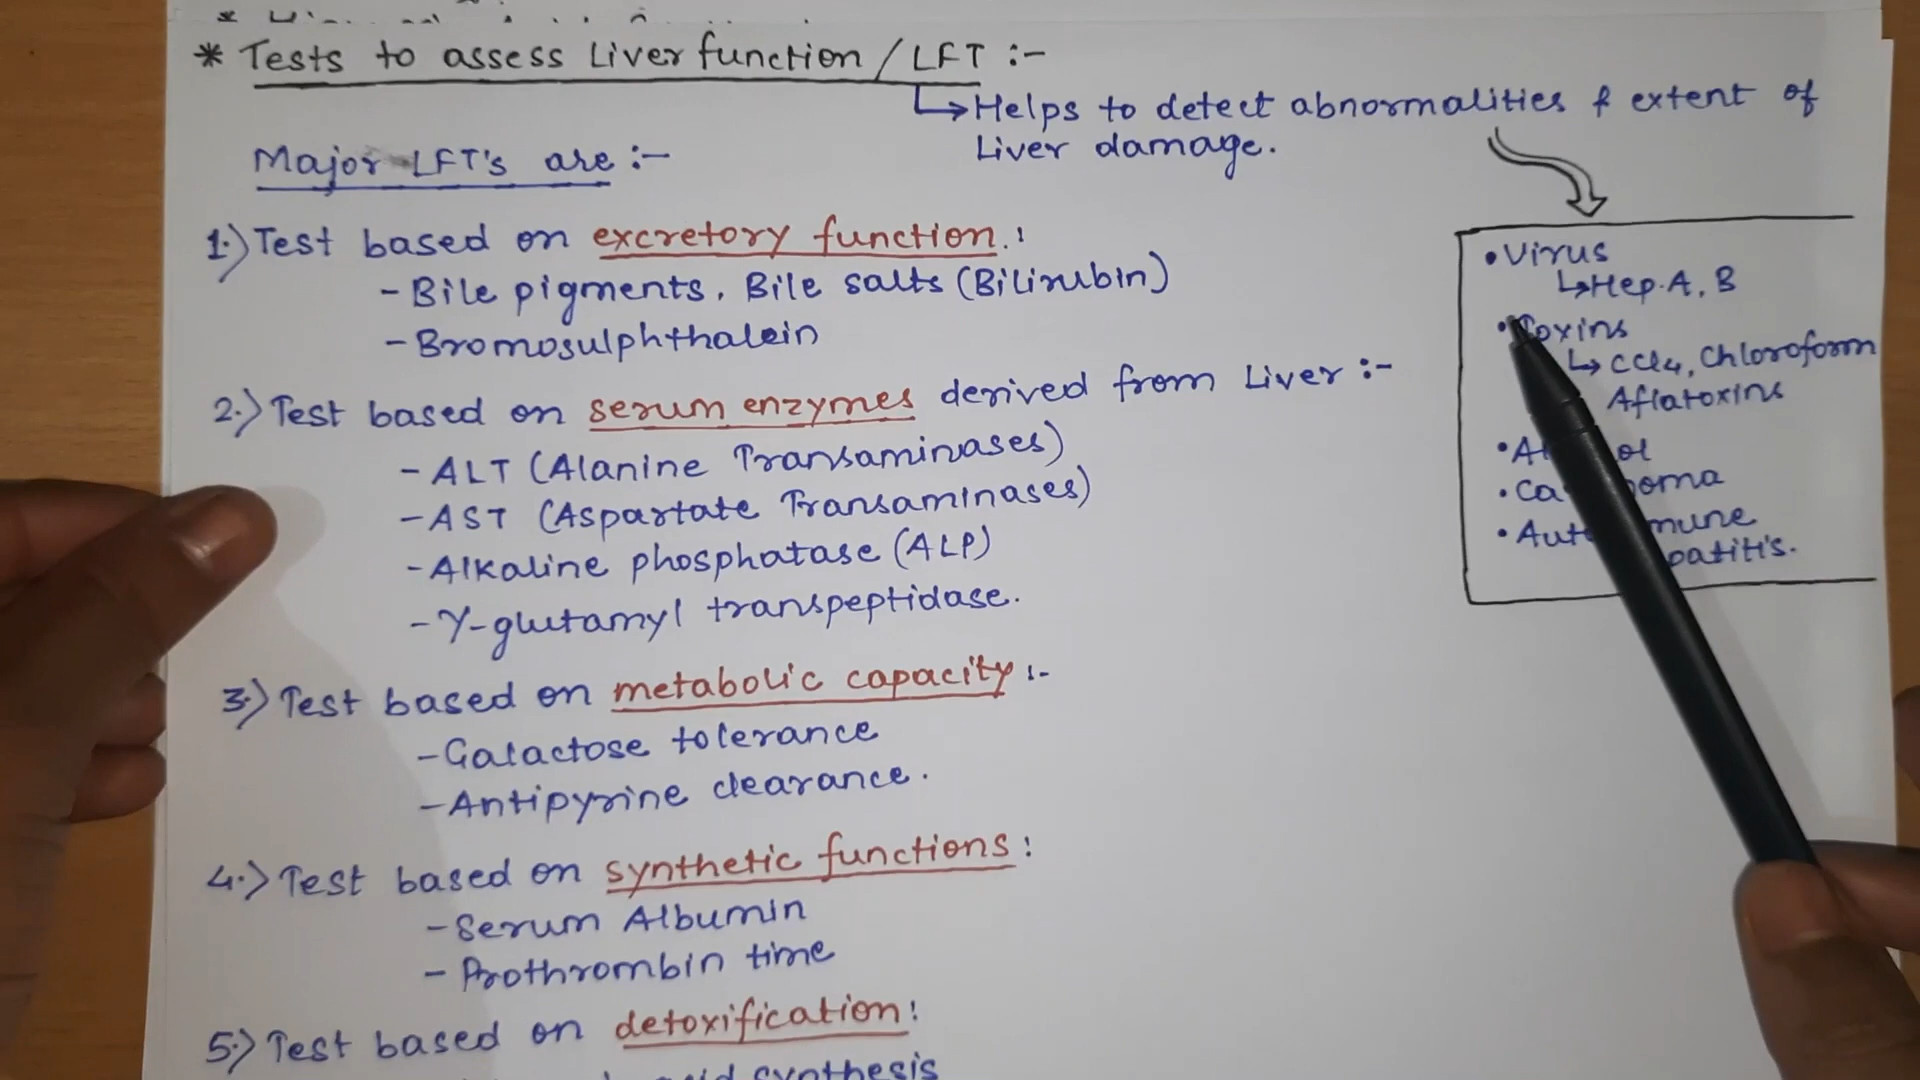 * Tests to assess Liver function / LFT :-
↳ Helps to detect abnormalities & extent of
Liver damage.
Major LFT's are :-
1.) Test based on excretory function :
- Bile pigments, Bile salts (Bilirubin)
- Bromosulphthalein
2.) Test based on serum enzymes derived from Liver :-
- ALT (Alanine Transaminases)
- AST (Aspartate Transaminases)
- Alkaline phosphatase (ALP)
- γ-glutamyl transpeptidase.
3.) Test based on metabolic capacity :-
- Galactose tolerance
- Antipyrine clearance.
4.) Test based on synthetic functions :
- Serum Albumin
- Prothrombin time
5.) Test based on detoxification :
acid synthesis
• Virus
↳ Hep. A, B
• Toxins
↳ CCl4, Chloroform
Aflatoxins